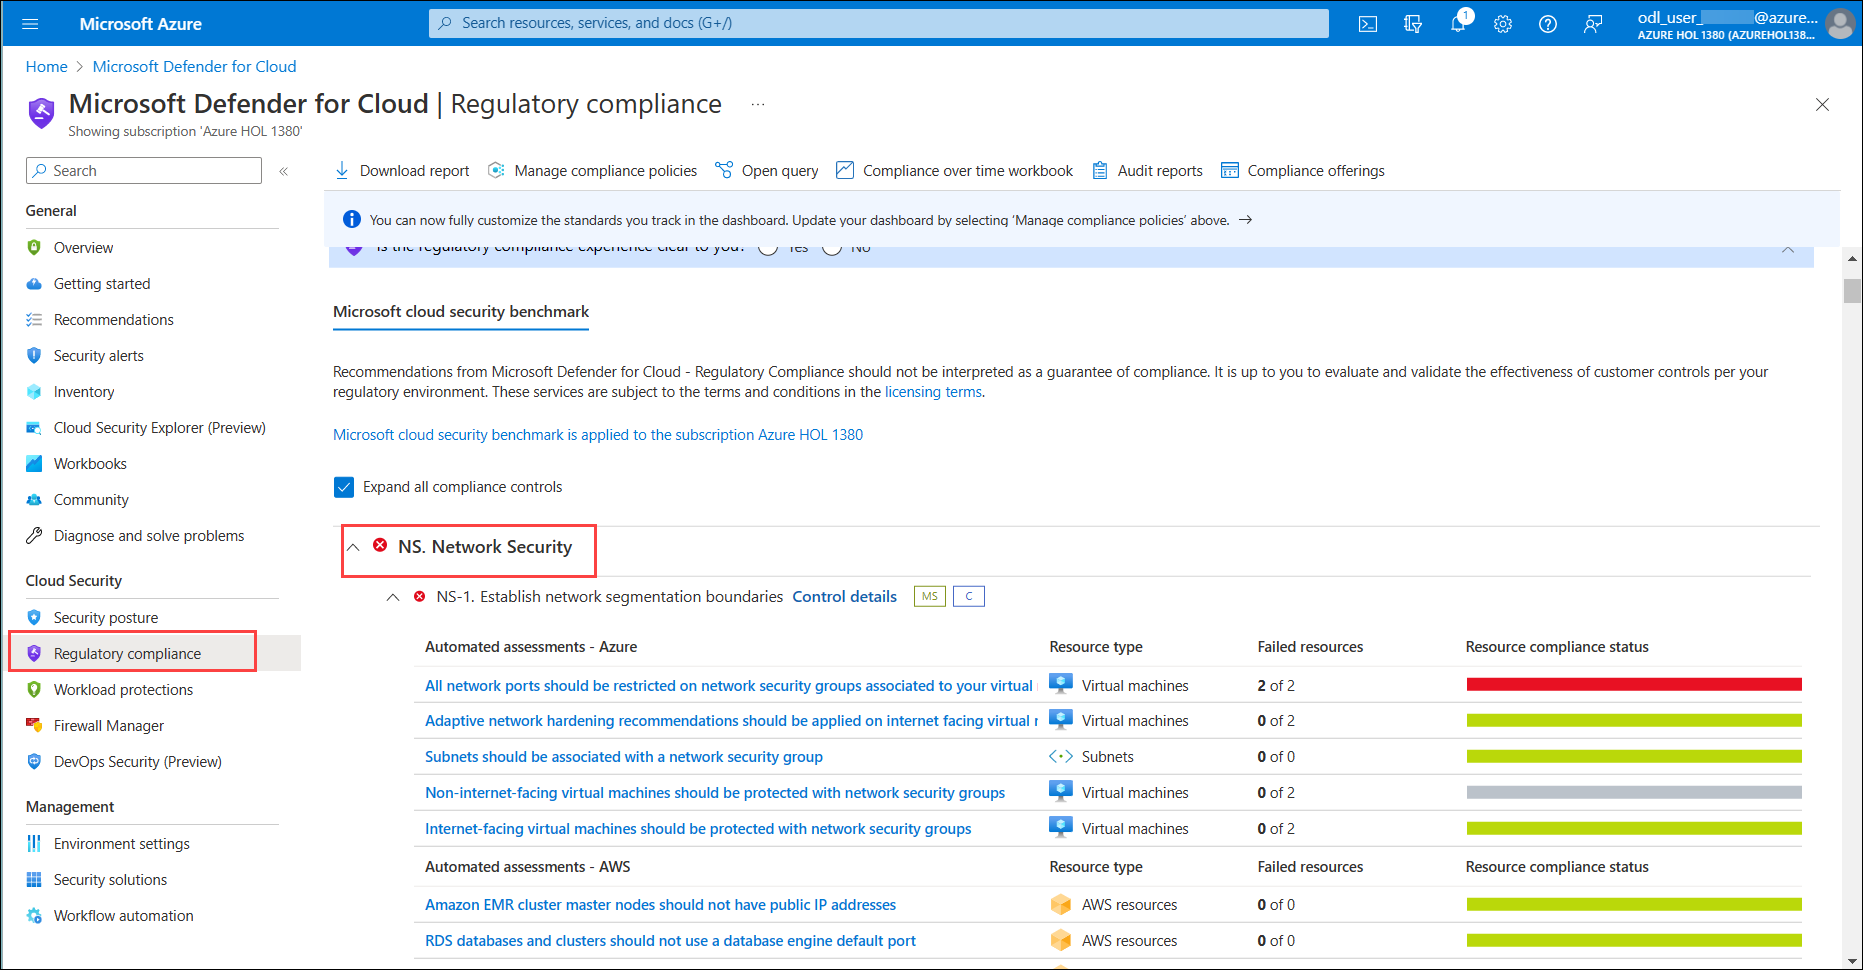 Microsoft Azure
Search resources, services, and docs (G+/)
1
odl_user_ @azure...
AZURE HOL 1380 (AZUREHOL138...
Home > Microsoft Defender for Cloud
Microsoft Defender for Cloud | Regulatory compliance ...
Showing subscription 'Azure HOL 1380'
Search
«
Download report
Manage compliance policies
Open query
Compliance over time workbook
Audit reports
Compliance offerings
You can now fully customize the standards you track in the dashboard. Update your dashboard by selecting 'Manage compliance policies' above. →
Is the regulatory compliance experience clear to you? Yes No
General
Overview
Getting started
Recommendations
Security alerts
Inventory
Cloud Security Explorer (Preview)
Workbooks
Community
Diagnose and solve problems
Cloud Security
Security posture
Regulatory compliance
Workload protections
Firewall Manager
DevOps Security (Preview)
Management
Environment settings
Security solutions
Workflow automation
Microsoft cloud security benchmark
Recommendations from Microsoft Defender for Cloud - Regulatory Compliance should not be interpreted as a guarantee of compliance. It is up to you to evaluate and validate the effectiveness of customer controls per your
regulatory environment. These services are subject to the terms and conditions in the licensing terms.
Microsoft cloud security benchmark is applied to the subscription Azure HOL 1380
Expand all compliance controls
NS. Network Security
NS-1. Establish network segmentation boundaries Control details MS C
Automated assessments - Azure Resource type Failed resources Resource compliance status
All network ports should be restricted on network security groups associated to your virtual Virtual machines 2 of 2
Adaptive network hardening recommendations should be applied on internet facing virtual Virtual machines 0 of 2
Subnets should be associated with a network security group Subnets 0 of 0
Non-internet-facing virtual machines should be protected with network security groups Virtual machines 0 of 2
Internet-facing virtual machines should be protected with network security groups Virtual machines 0 of 2
Automated assessments - AWS Resource type Failed resources Resource compliance status
Amazon EMR cluster master nodes should not have public IP addresses AWS resources 0 of 0
RDS databases and clusters should not use a database engine default port AWS resources 0 of 0